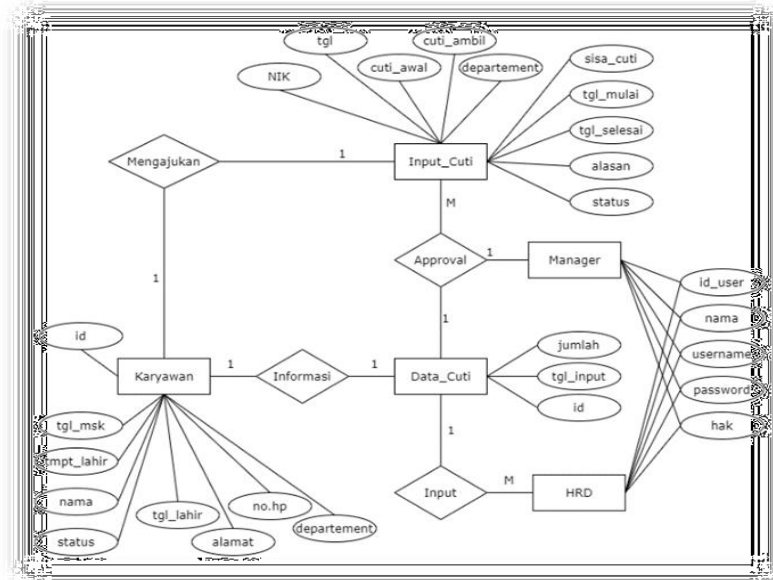 tgl
cuti_ambil
NIK
cuti_awal
departement
sisa_cuti
tgl_mulai
tgl_selesai
alasan
status
Mengajukan
1
Input_Cuti
M
1
Approval
1
Manager
1
id_user
nama
username
password
hak
id
Karyawan
1
Informasi
1
Data_Cuti
jumlah
tgl_input
id
1
Input
M
HRD
tgl_msk
tmpt_lahir
nama
status
tgl_lahir
alamat
no.hp
departement